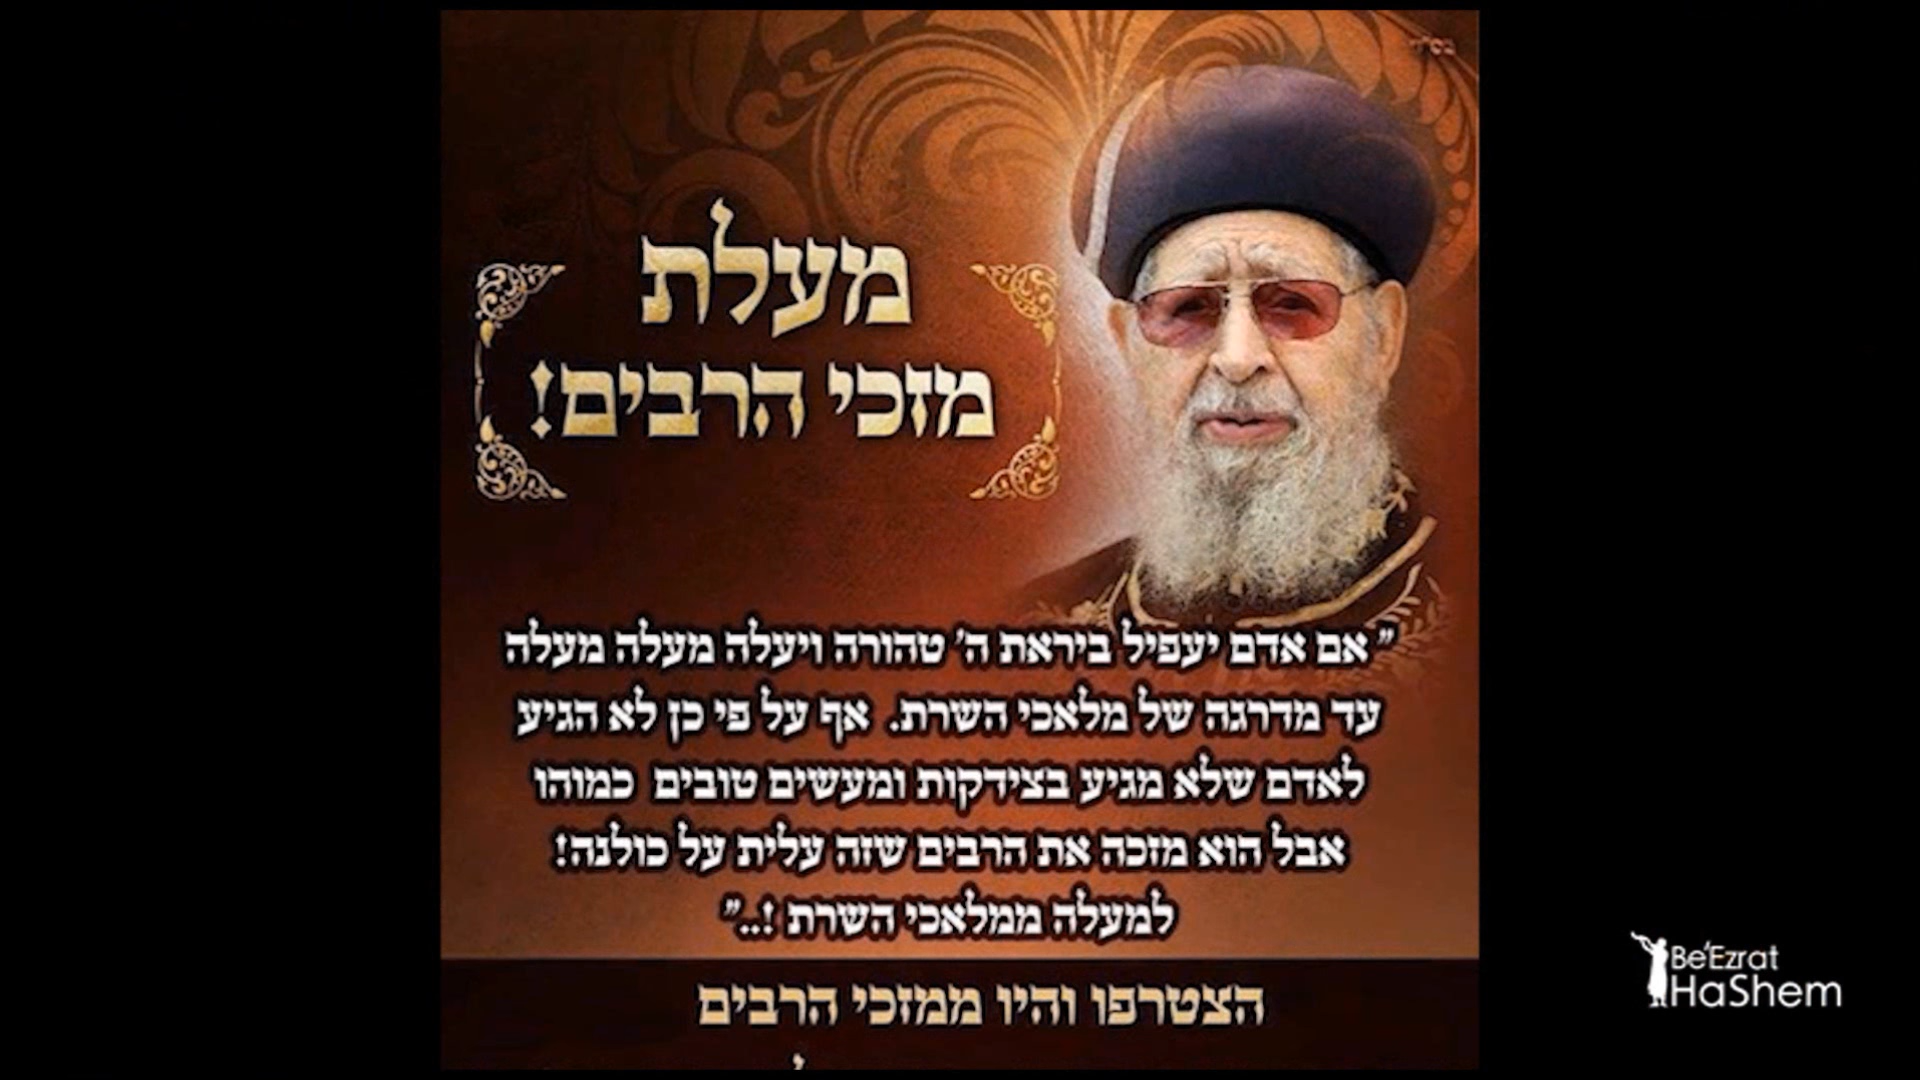 בס"ד
מעלת
מזכי הרבים!
"אם אדם יעפיל ביראת ה' טהורה ויעלה מעלה מעלה
עד מדרגה של מלאכי השרת. אף על פי כן לא הגיע
לאדם שלא מגיע בצידקות ומעשים טובים כמוהו
אבל הוא מזכה את הרבים שזה עלית על כולנה!
למעלה ממלאכי השרת !.."
הצטרפו והיו ממזכי הרבים
Be'Ezrat
HaShem